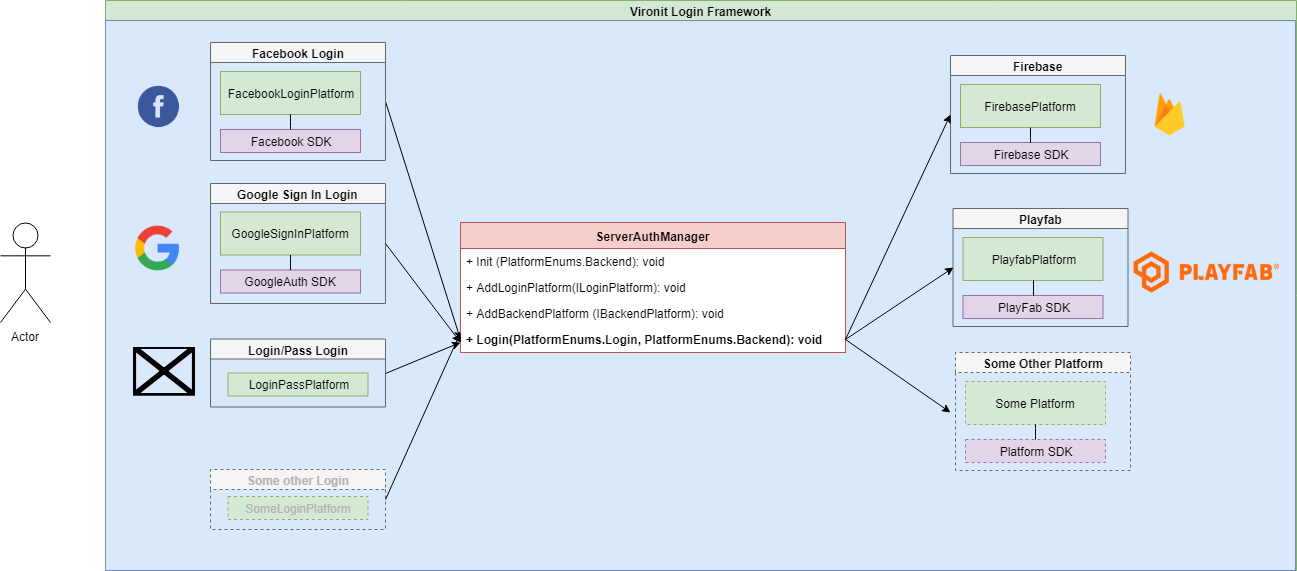 Vironit Login Framework
Facebook Login
FacebookLoginPlatform
Facebook SDK
Google Sign In Login
GoogleSignInPlatform
GoogleAuth SDK
Actor
Login/Pass Login
LoginPassPlatform
Some other Login
SomeLoginPlatform
ServerAuthManager
+ Init (PlatformEnums.Backend): void
+ AddLoginPlatform(ILoginPlatform): void
+ AddBackendPlatform (IBackendPlatform): void
+ Login(PlatformEnums.Login, PlatformEnums.Backend): void
Firebase
FirebasePlatform
Firebase SDK
Playfab
PlayfabPlatform
PlayFab SDK
PLAYFAB®
Some Other Platform
Some Platform
Platform SDK